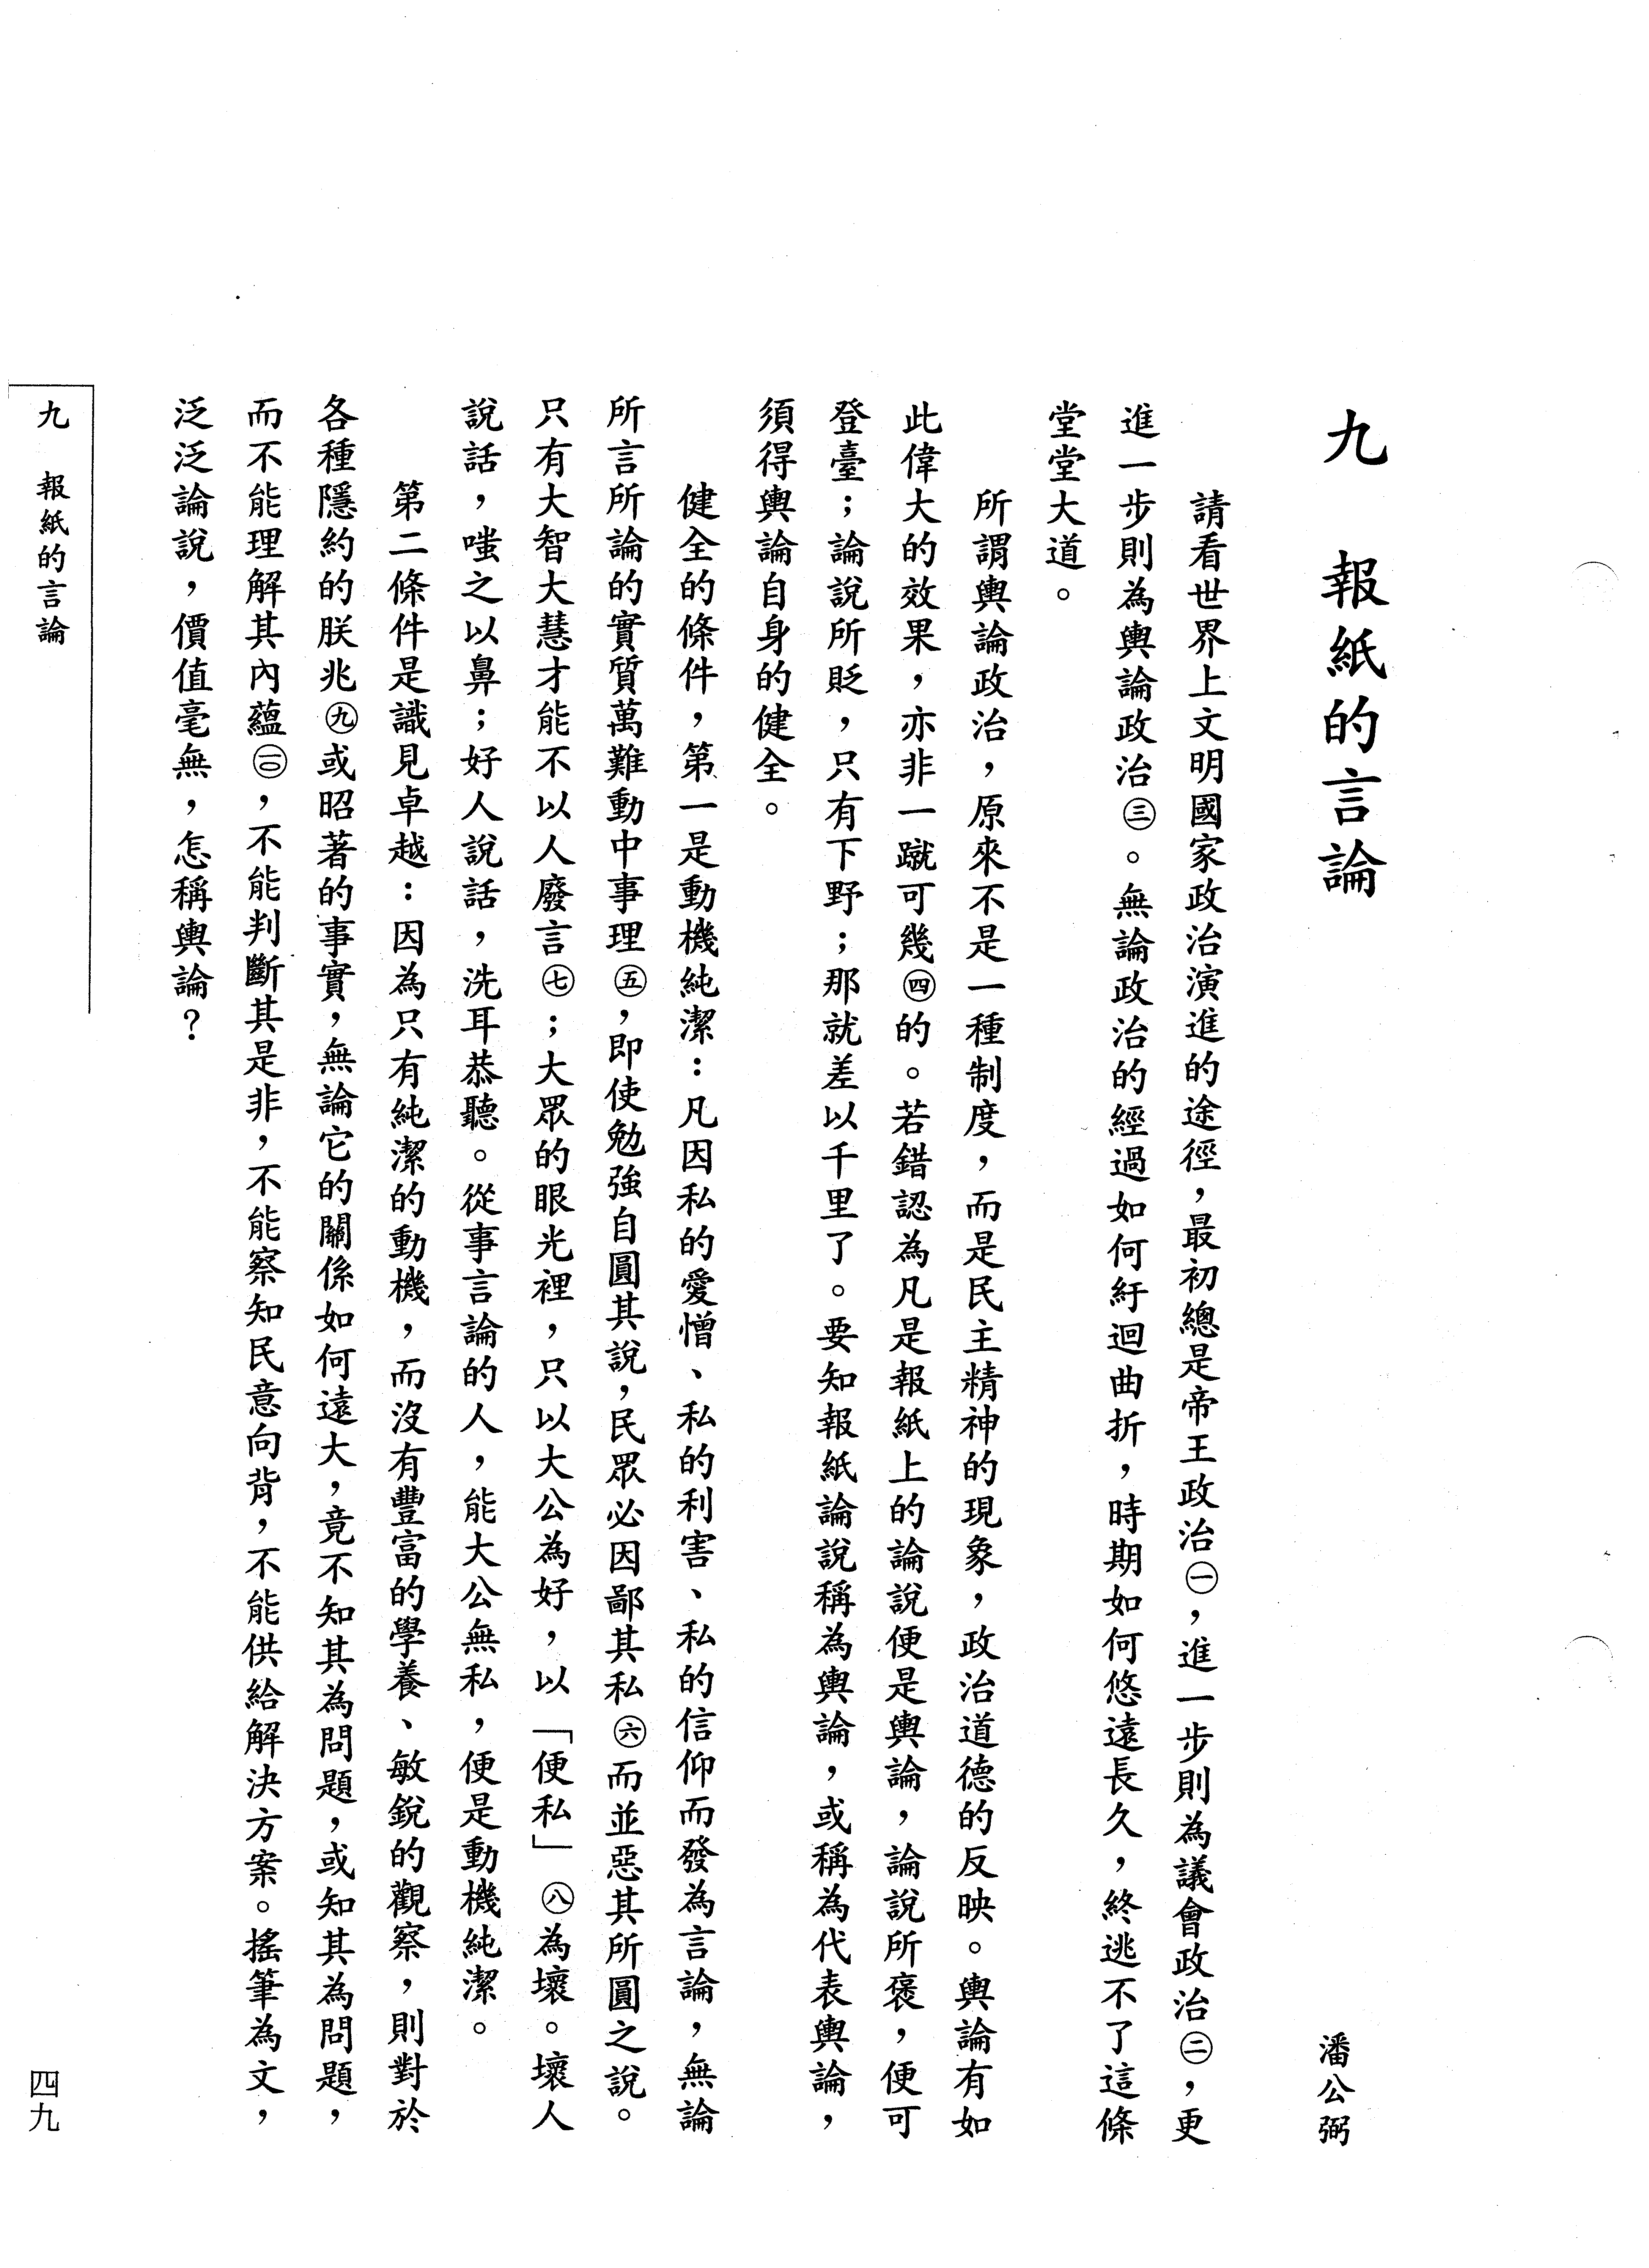 九　報紙的言論
潘公弼
請看世界上文明國家政治演進的途徑，最初總是帝王政治㊀，進一步則為議會政治㊁，更
進一步則為輿論政治㊂。無論政治的經過如何紆迴曲折，時期如何悠遠長久，終逃不了這條
堂堂大道。
所謂輿論政治，原來不是一種制度，而是民主精神的現象，政治道德的反映。輿論有如
此偉大的效果，亦非一蹴可幾㊃的。若錯認為凡是報紙上的論說便是輿論，論說所褒，便可
登臺；論說所貶，只有下野；那就差以千里了。要知報紙論說稱為輿論，或稱為代表輿論，
須得輿論自身的健全。
健全的條件，第一是動機純潔：凡因私的愛憎、私的利害、私的信仰而發為言論，無論
所言所論的實質萬難動中事理㊄，即使勉強自圓其說，民眾必因鄙其私㊅而並惡其所圓之說。
只有大智大慧才能不以人廢言㊆；大眾的眼光裡，只以大公為好，以「便私」㊇為壞。壞人
說話，嗤之以鼻；好人說話，洗耳恭聽。從事言論的人，能大公無私，便是動機純潔。
第二條件是識見卓越：因為只有純潔的動機，而沒有豐富的學養、敏銳的觀察，則對於
各種隱約的朕兆㊈或昭著的事實，無論它的關係如何遠大，竟不知其為問題，或知其為問題，
而不能理解其內蘊㊀〇，不能判斷其是非，不能察知民意向背，不能供給解決方案。搖筆為文，
泛泛論說，價值毫無，怎稱輿論？
九　報紙的言論
四九